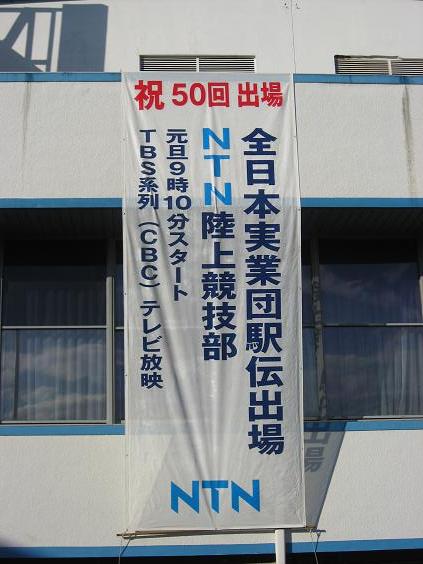 祝 50回 出場
全日本実業団駅伝出場
NTN陸上競技部
元旦9時10分スタート
TBS系列（CBC）テレビ放映
NTN